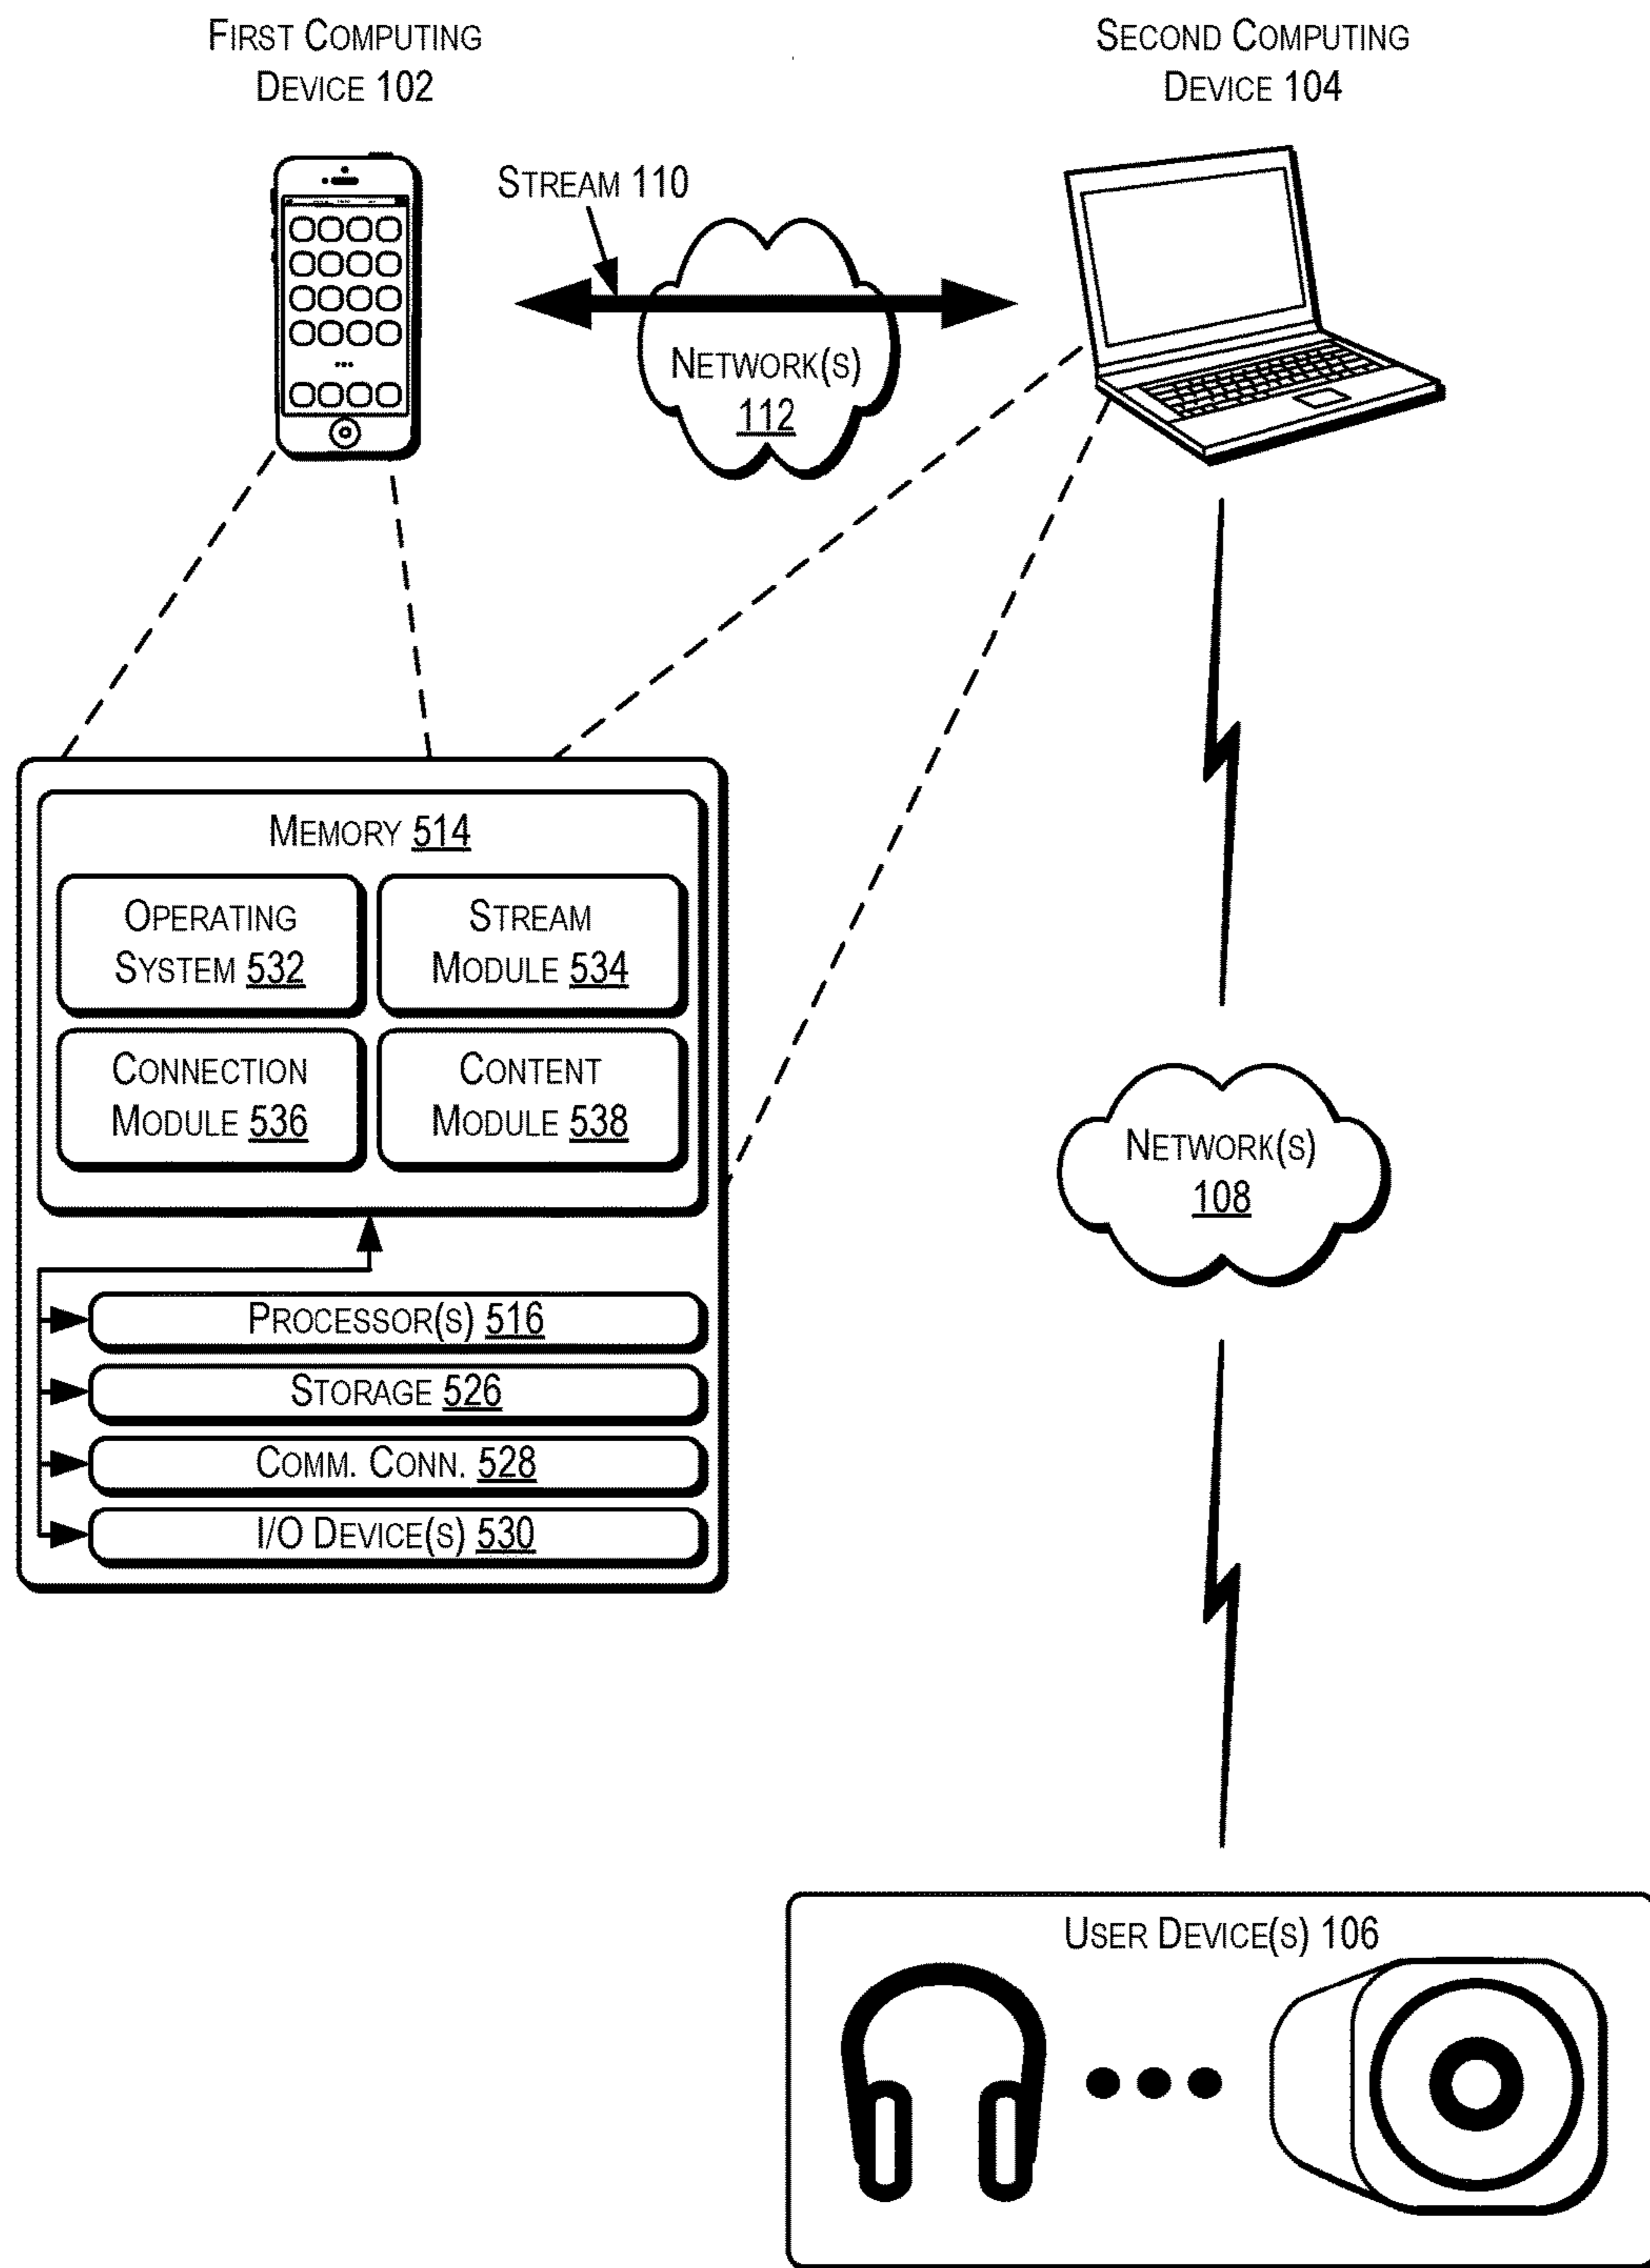 FIRST COMPUTING
DEVICE 102
SECOND COMPUTING
DEVICE 104
STREAM 110
NETWORK(S)
112
MEMORY 514
OPERATING
SYSTEM 532
STREAM
MODULE 534
CONNECTION
MODULE 536
CONTENT
MODULE 538
PROCESSOR(S) 516
STORAGE 526
COMM. CONN. 528
I/O DEVICE(S) 530
NETWORK(S)
108
USER DEVICE(S) 106